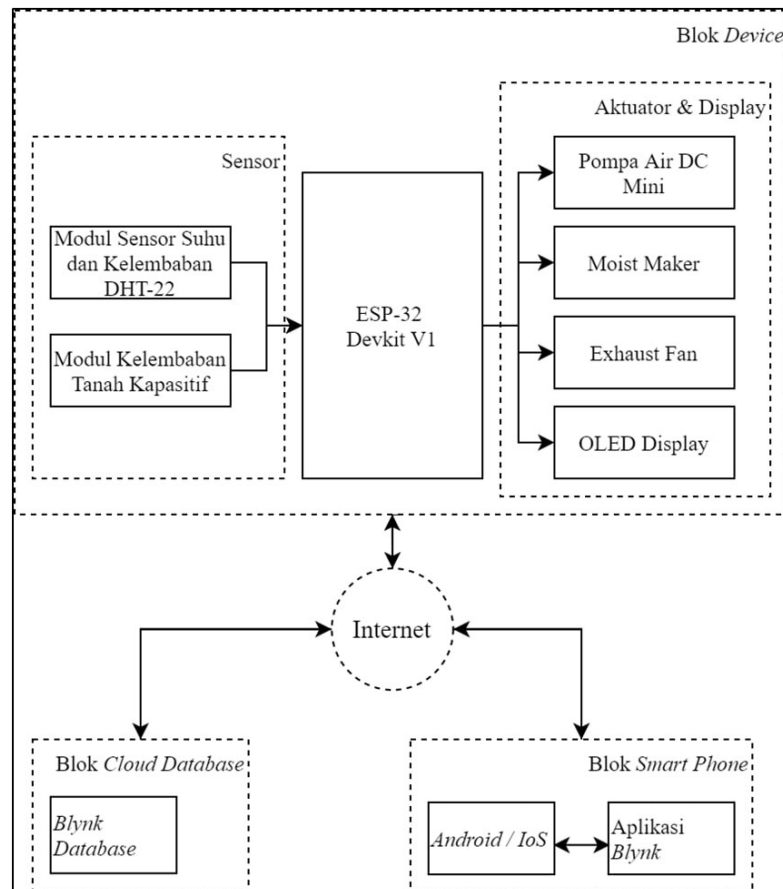 Blok Device
Aktuator & Display
Sensor
Pompa Air DC
Mini
Modul Sensor Suhu
dan Kelembaban
DHT-22
Moist Maker
ESP-32
Devkit V1
Modul Kelembaban
Tanah Kapasitif
Exhaust Fan
OLED Display
Internet
Blok Cloud Database
Blynk
Database
Blok Smart Phone
Android / IoS
Aplikasi
Blynk